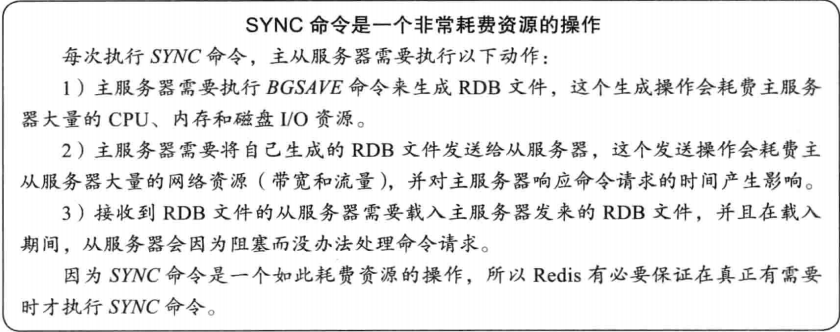 SYNC 命令是一个非常耗费资源的操作
每次执行 SYNC 命令，主从服务器需要执行以下动作：
1）主服务器需要执行 BGSAVE 命令来生成 RDB 文件，这个生成操作会耗费主服务
器大量的 CPU、内存和磁盘 I/O 资源。
2）主服务器需要将自己生成的 RDB 文件发送给从服务器，这个发送操作会耗费主
从服务器大量的网络资源（带宽和流量），并对主服务器响应命令请求的时间产生影响。
3）接收到 RDB 文件的从服务器需要载入主服务器发来的 RDB 文件，并且在载入
期间，从服务器会因为阻塞而没办法处理命令请求。
因为 SYNC 命令是一个如此耗费资源的操作，所以 Redis 有必要保证在真正有需要
时才执行 SYNC 命令。